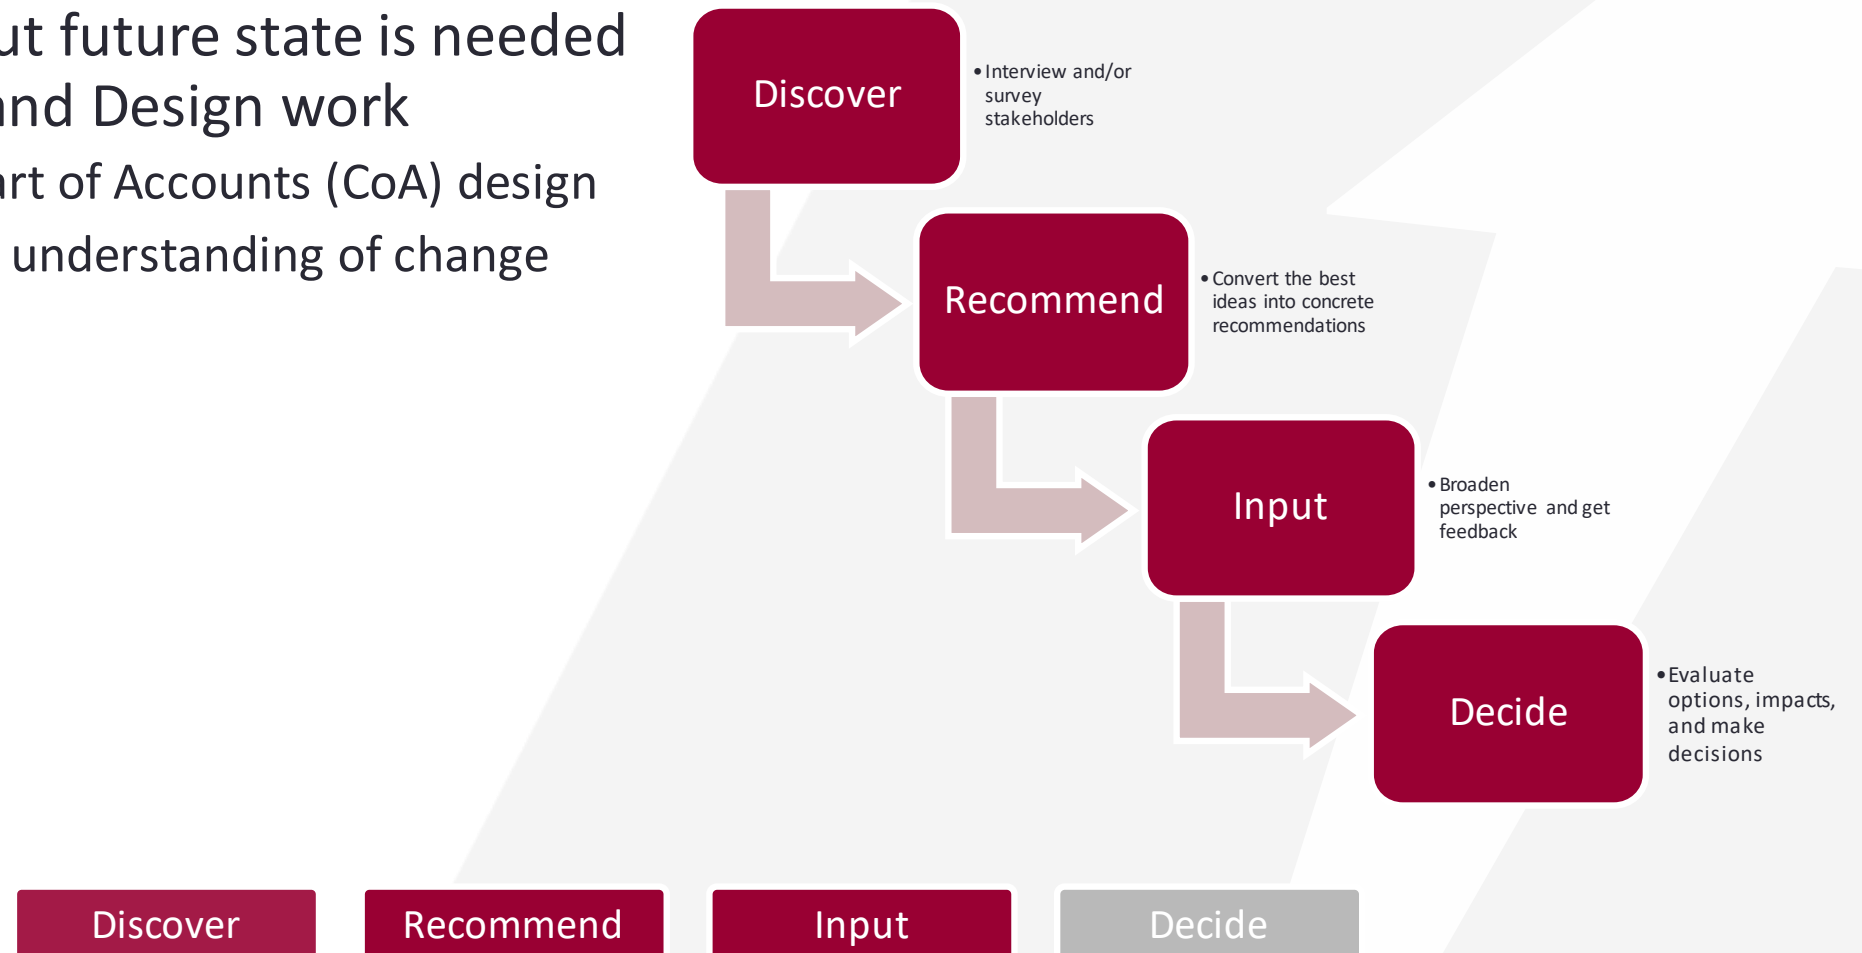 ut future state is needed
and Design work
art of Accounts (CoA) design
understanding of change
Discover
• Interview and/or
survey
stakeholders
Recommend
• Convert the best
ideas into concrete
recommendations
Input
• Broaden
perspective and get
feedback
Decide
• Evaluate
options, impacts,
and make
decisions
Discover
Recommend
Input
Decide